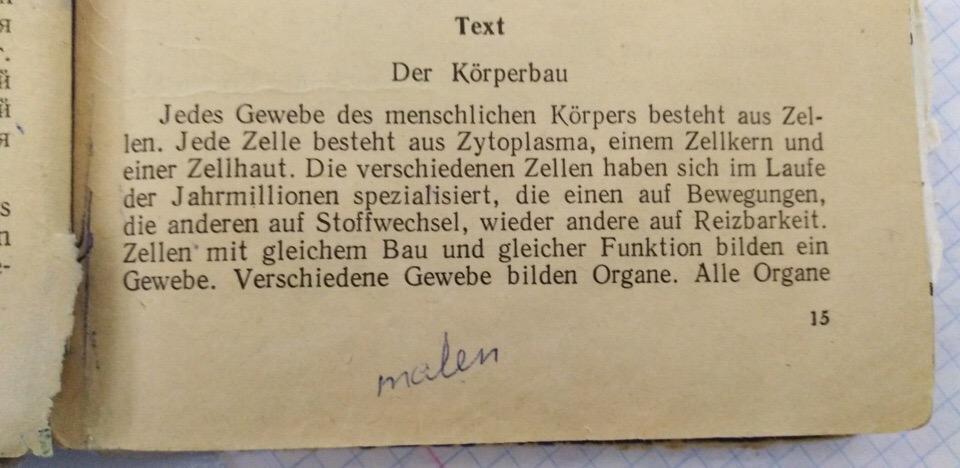 я
г.
й
й
я
s
n
e-
Text
Der Körperbau
Jedes Gewebe des menschlichen Körpers besteht aus Zel-
len. Jede Zelle besteht aus Zytoplasma, einem Zellkern und
einer Zellhaut. Die verschiedenen Zellen haben sich im Laufe
der Jahrmillionen spezialisiert, die einen auf Bewegungen,
die anderen auf Stoffwechsel, wieder andere auf Reizbarkeit.
Zellen mit gleichem Bau und gleicher Funktion bilden ein
Gewebe. Verschiedene Gewebe bilden Organe. Alle Organe
15
malen